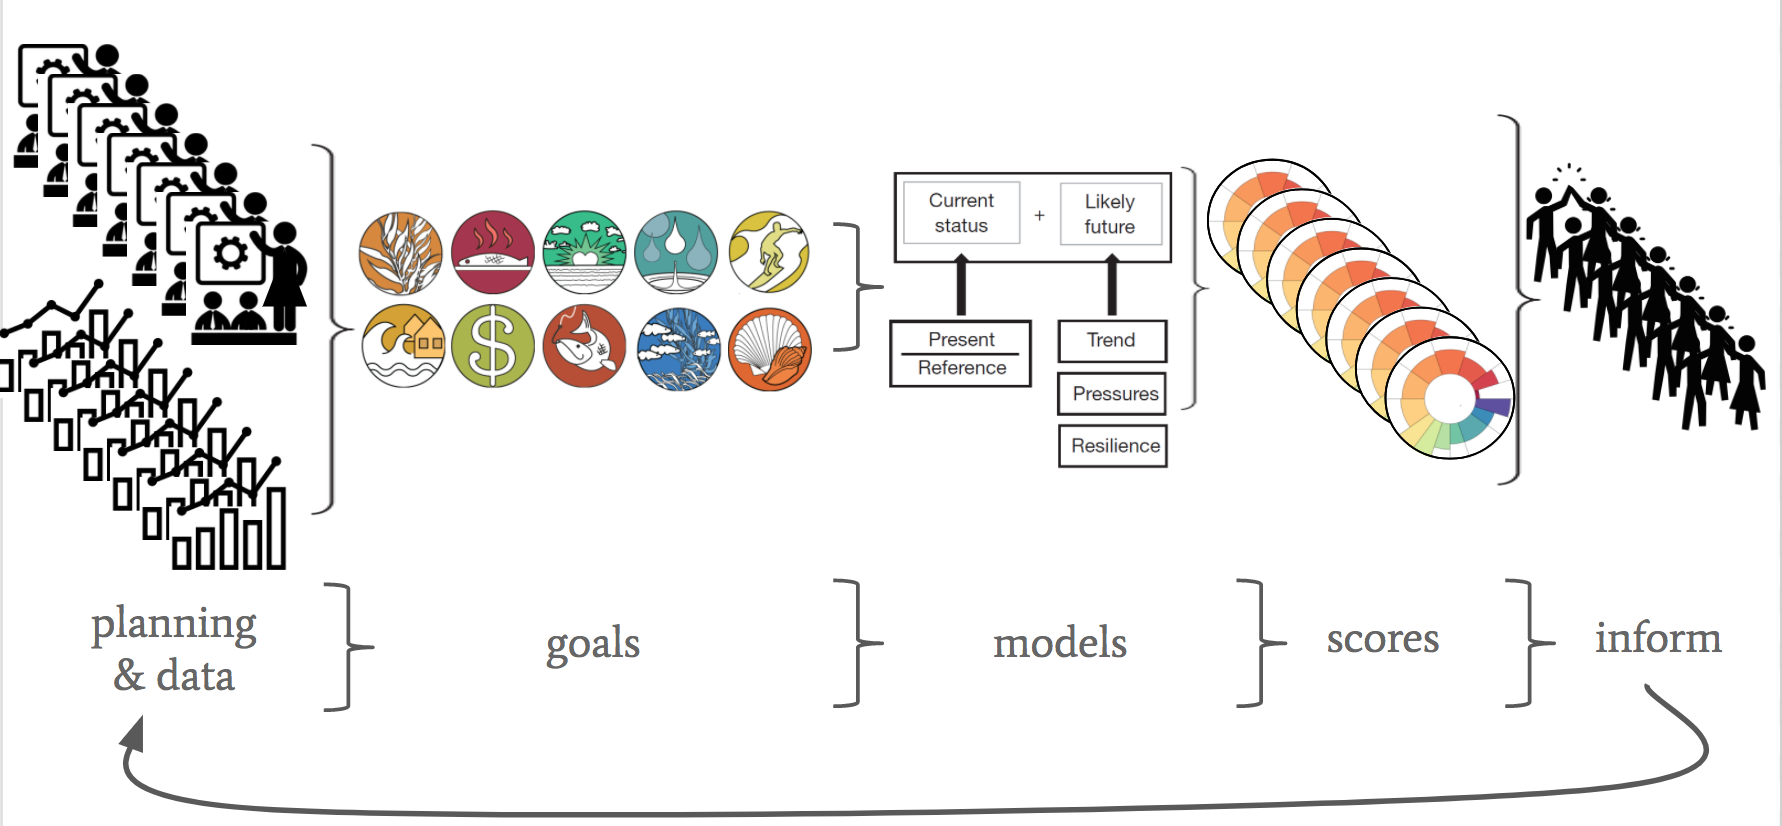 Current
status
+
Likely
future
Present
Reference
Trend
Pressures
Resilience
$
planning
& data
goals
models
scores
inform